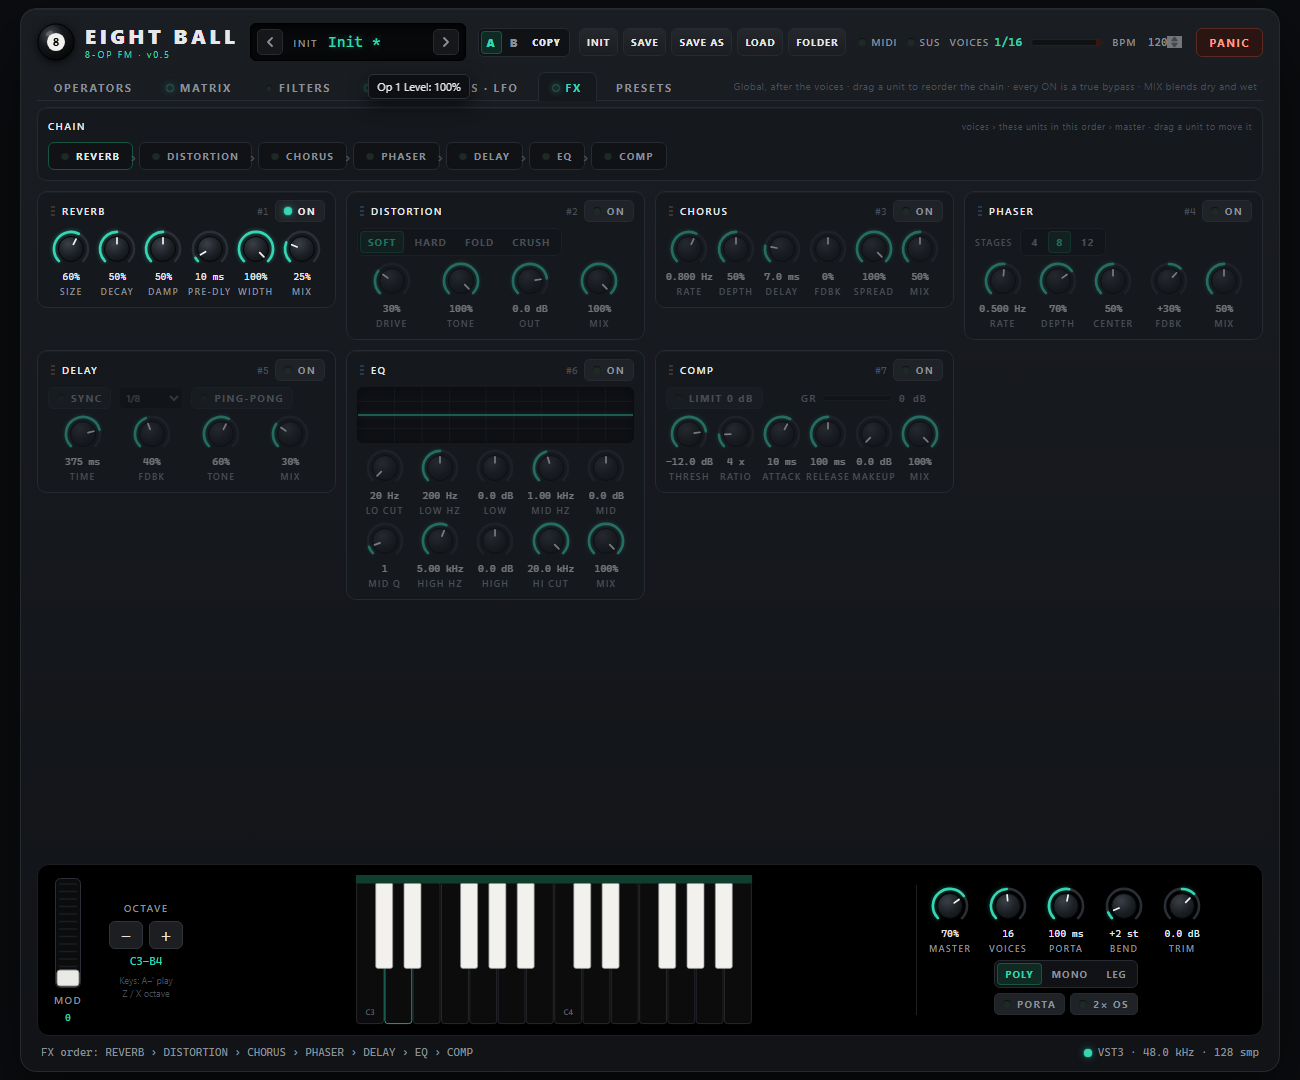 8 EIGHT BALL
8-OP FM · v0.5
INIT Init *
A B COPY INIT SAVE SAVE AS LOAD FOLDER MIDI SUS VOICES 1/16 BPM 120 PANIC
OPERATORS MATRIX FILTERS S · LFO FX PRESETS
Op 1 Level: 100%
Global, after the voices · drag a unit to reorder the chain · every ON is a true bypass · MIX blends dry and wet
CHAIN
voices › these units in this order › master · drag a unit to move it
REVERB › DISTORTION › CHORUS › PHASER › DELAY › EQ › COMP
REVERB #1 ON
60% 50% 50% 10 ms 100% 25%
SIZE DECAY DAMP PRE-DLY WIDTH MIX
DISTORTION #2 ON
SOFT HARD FOLD CRUSH
30% 100% 0.0 dB 100%
DRIVE TONE OUT MIX
CHORUS #3 ON
0.800 Hz 50% 7.0 ms 0% 100% 50%
RATE DEPTH DELAY FDBK SPREAD MIX
PHASER #4 ON
STAGES 4 8 12
0.500 Hz 70% 50% +30% 50%
RATE DEPTH CENTER FDBK MIX
DELAY #5 ON
SYNC 1/8 PING-PONG
375 ms 40% 60% 30%
TIME FDBK TONE MIX
EQ #6 ON
20 Hz 200 Hz 0.0 dB 1.00 kHz 0.0 dB
LO CUT LOW HZ LOW MID HZ MID
1 5.00 kHz 0.0 dB 20.0 kHz 100%
MID Q HIGH HZ HIGH HI CUT MIX
COMP #7 ON
LIMIT 0 dB GR 0 dB
−12.0 dB 4 x 10 ms 100 ms 0.0 dB 100%
THRESH RATIO ATTACK RELEASE MAKEUP MIX
MOD
0
OCTAVE
− +
C3–B4
Keys: A–' play
Z / X octave
C3 C4
70% 16 100 ms +2 st 0.0 dB
MASTER VOICES PORTA BEND TRIM
POLY MONO LEG
PORTA 2× OS
FX order: REVERB › DISTORTION › CHORUS › PHASER › DELAY › EQ › COMP
VST3 · 48.0 kHz · 128 smp